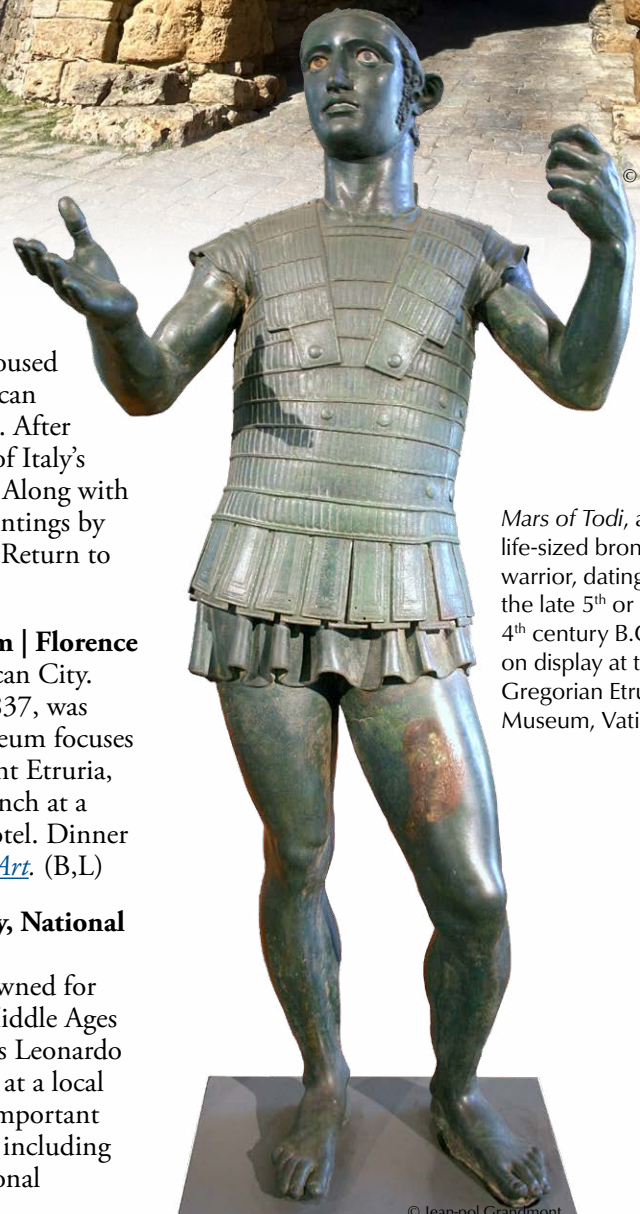 ©
oused
can
. After
of Italy’s
Along with
ntings by
Return to
m | Florence
can City.
837, was
eum focuses
nt Etruria,
nch at a
otel. Dinner
Art. (B,L)
y, National
wned for
Middle Ages
s Leonardo
at a local
mportant
including
onal
Mars of Todi, a
life-sized bron
warrior, dating
the late 5th or
4th century B.C
on display at t
Gregorian Etru
Museum, Vati
© Jean-pol Grandmont